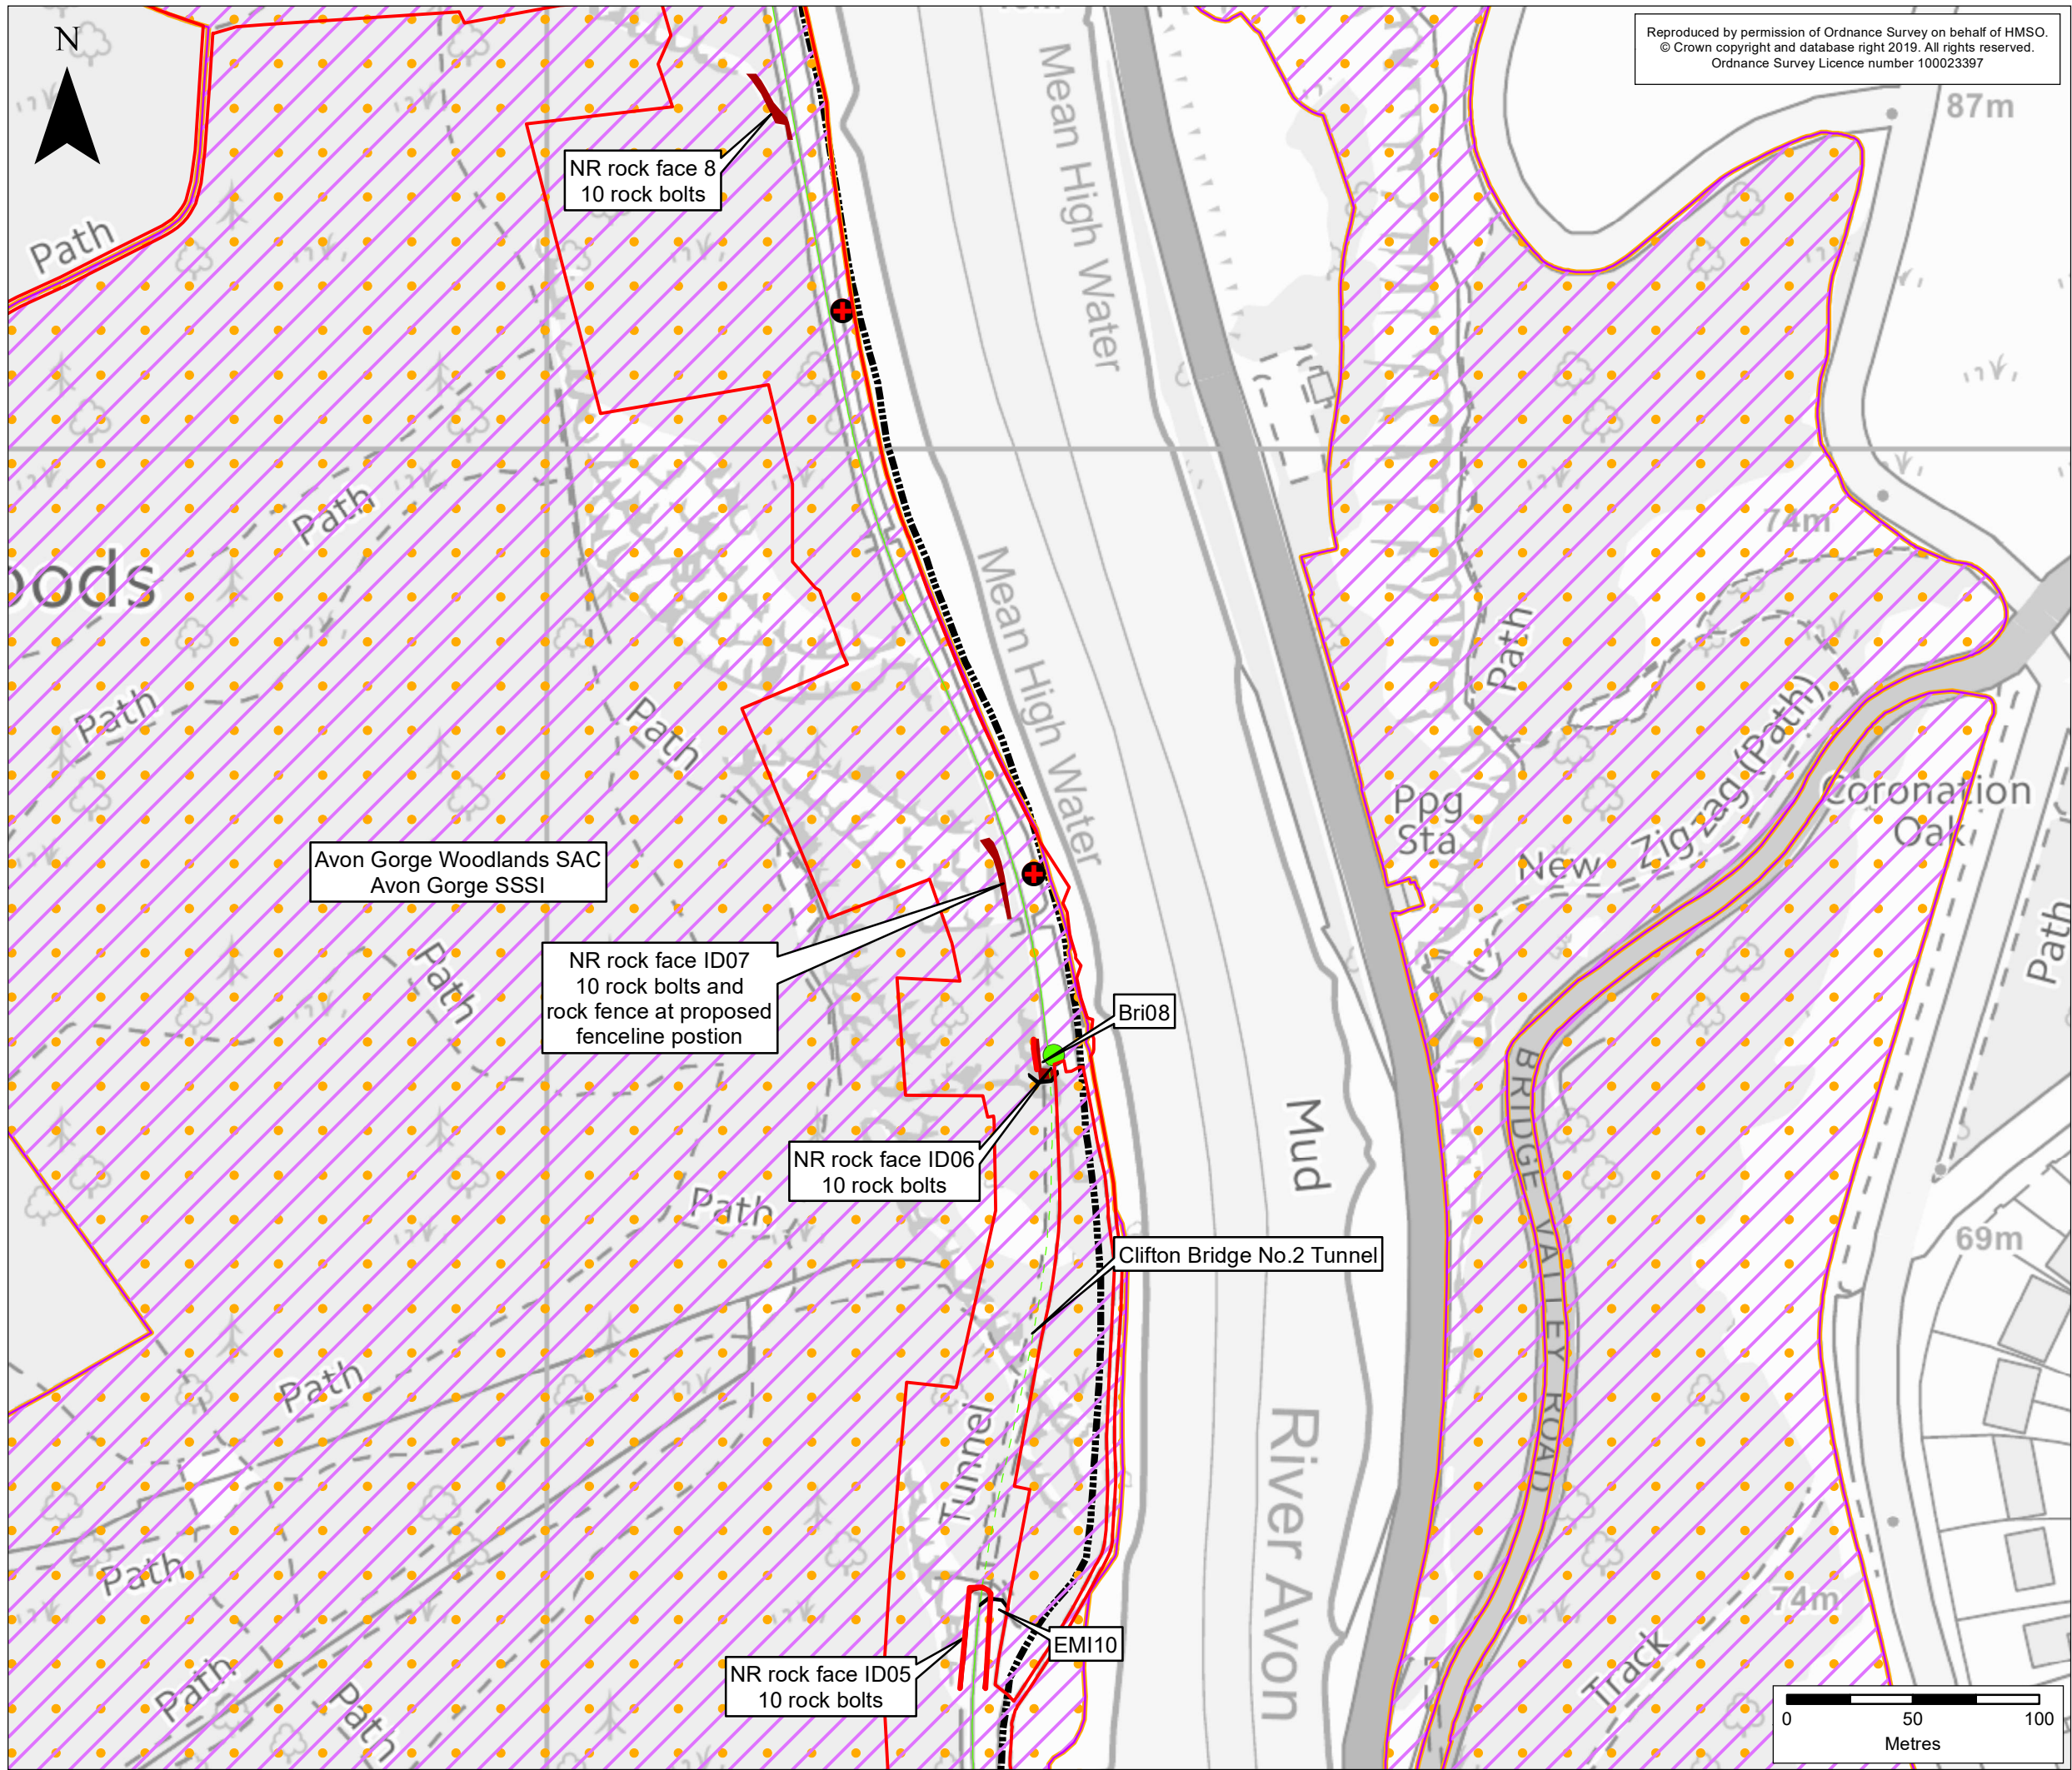 N
Reproduced by permission of Ordnance Survey on behalf of HMSO.
© Crown copyright and database right 2019. All rights reserved.
Ordnance Survey Licence number 100023397
87m
Mean High Water
NR rock face 8
10 rock bolts
Path
Path
oods
74m
Mean High Water
Path
Path
Path
New Zig zag (Path)
Coronation
Oak
Ppg
Sta
Avon Gorge Woodlands SAC
Avon Gorge SSSI
Path
Path
NR rock face ID07
10 rock bolts and
rock fence at proposed
fenceline postion
Bri08
BRIDGE VALLEY ROAD
Mud
NR rock face ID06
10 rock bolts
Path
Clifton Bridge No.2 Tunnel
69m
Path
Tunnel
River Avon
Path
74m
EMI10
NR rock face ID05
10 rock bolts
Path
Path
Track
0 50 100
Metres